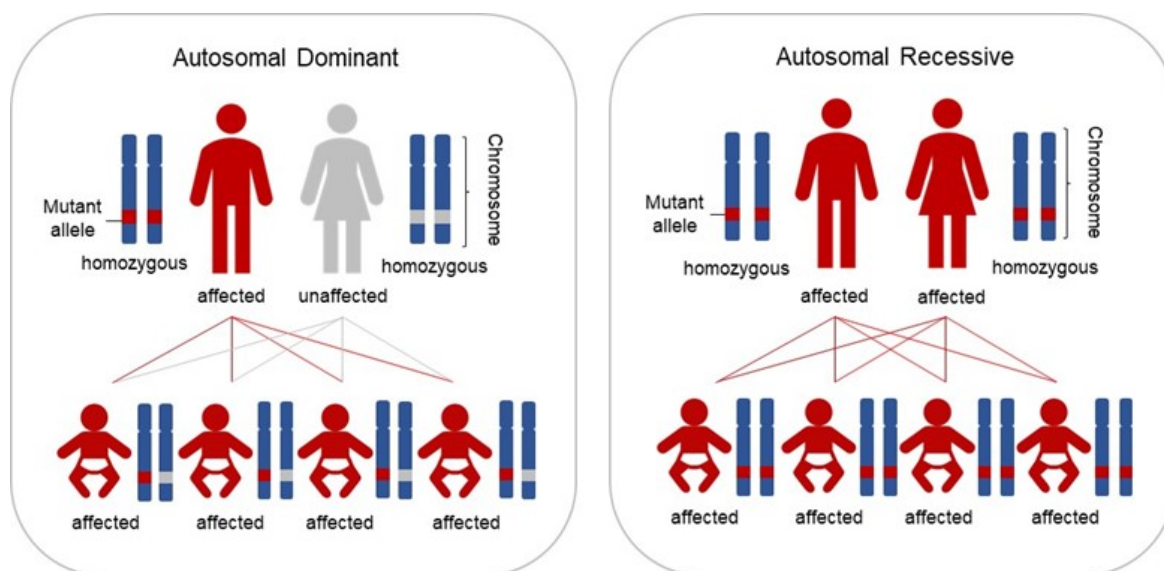 Autosomal Dominant
Mutant
allele
homozygous
Chromosome
homozygous
affected
unaffected
affected
affected
affected
affected
Autosomal Recessive
Mutant
allele
homozygous
Chromosome
homozygous
affected
affected
affected
affected
affected
affected